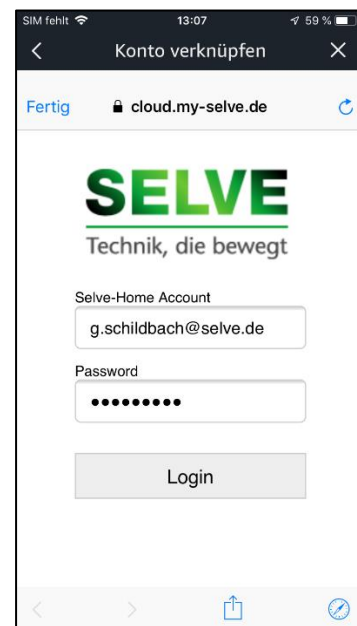 SIM fehlt 13:07 59 %
Konto verknüpfen
Fertig cloud.my-selve.de
SELVE
Technik, die bewegt
Selve-Home Account
g.schildbach@selve.de
Password
•••••••••
Login